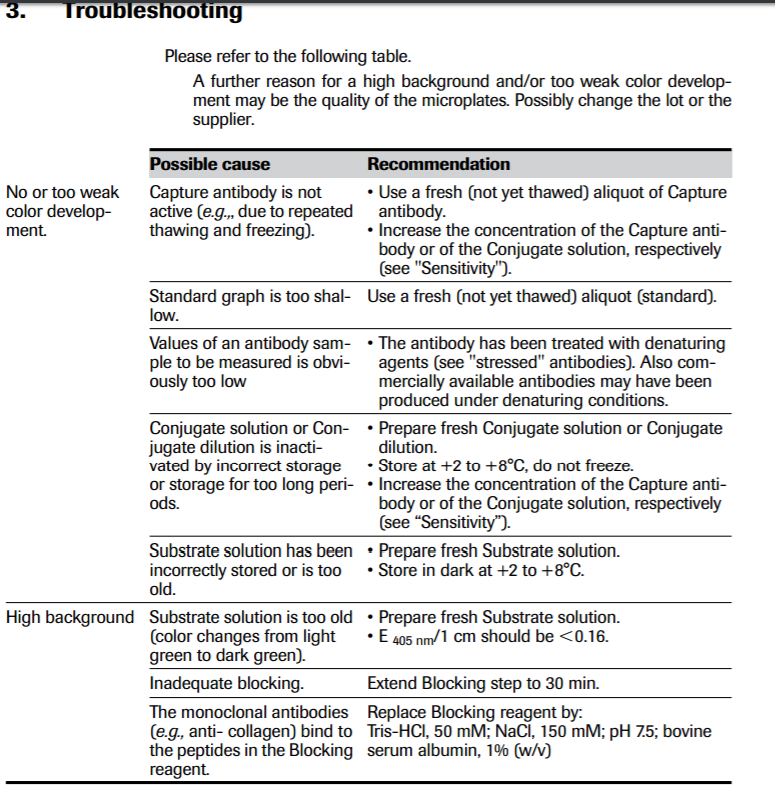 3. Troubleshooting
Please refer to the following table.
A further reason for a high background and/or too weak color develop-
ment may be the quality of the microplates. Possibly change the lot or the
supplier.
Possible cause Recommendation
No or too weak
color develop-
ment.
Capture antibody is not
active (e.g.,, due to repeated
thawing and freezing).
• Use a fresh (not yet thawed) aliquot of Capture
antibody.
• Increase the concentration of the Capture anti-
body or of the Conjugate solution, respectively
(see "Sensitivity").
Standard graph is too shal-
low.
Use a fresh (not yet thawed) aliquot (standard).
Values of an antibody sam-
ple to be measured is obvi-
ously too low
• The antibody has been treated with denaturing
agents (see "stressed" antibodies). Also com-
mercially available antibodies may have been
produced under denaturing conditions.
Conjugate solution or Con-
jugate dilution is inacti-
vated by incorrect storage
or storage for too long peri-
ods.
• Prepare fresh Conjugate solution or Conjugate
dilution.
• Store at +2 to +8°C, do not freeze.
• Increase the concentration of the Capture anti-
body or of the Conjugate solution, respectively
(see “Sensitivity”).
Substrate solution has been
incorrectly stored or is too
old.
• Prepare fresh Substrate solution.
• Store in dark at +2 to +8°C.
High background
Substrate solution is too old
(color changes from light
green to dark green).
• Prepare fresh Substrate solution.
• E 405 nm/1 cm should be <0.16.
Inadequate blocking.
Extend Blocking step to 30 min.
The monoclonal antibodies
(e.g., anti- collagen) bind to
the peptides in the Blocking
reagent.
Replace Blocking reagent by:
Tris-HCl, 50 mM; NaCl, 150 mM; pH 7.5; bovine
serum albumin, 1% (w/v)